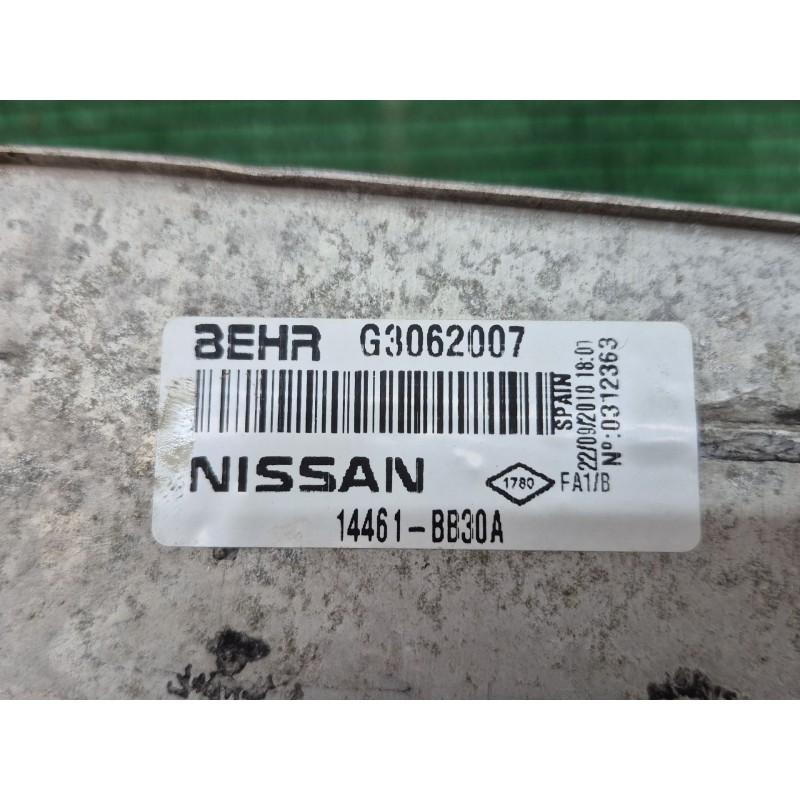 BEHR G3062007
NISSAN
1780
FA1/B
14461-BB30A
SPAIN
22/09/2010 18:01
Nº:0312363